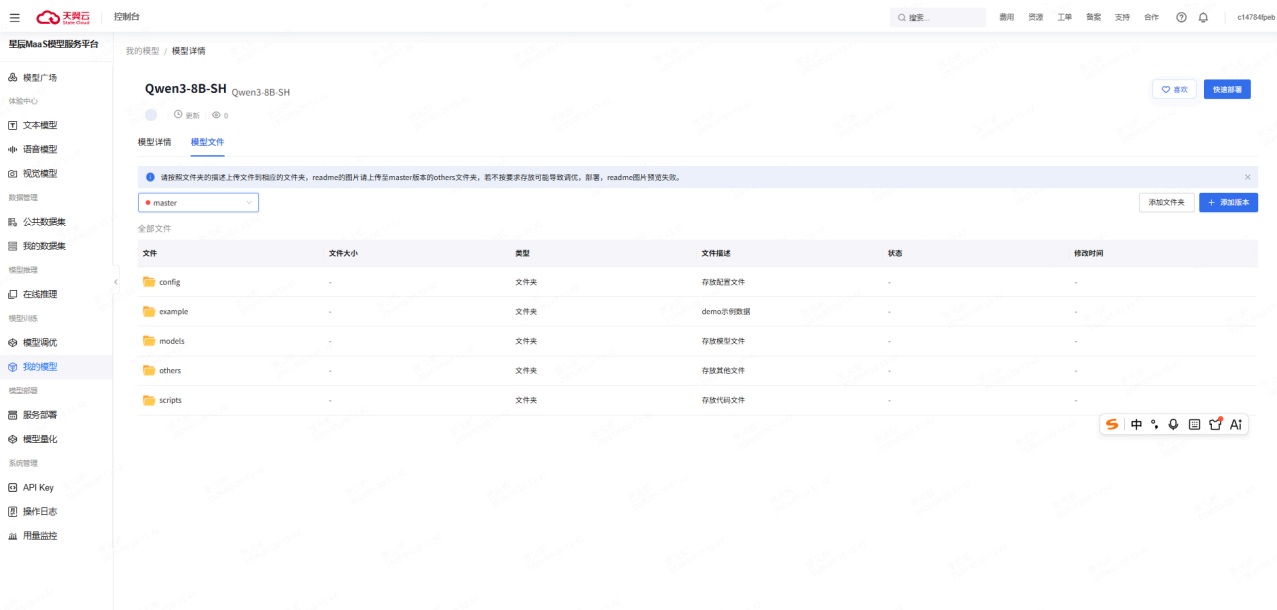 天翼云
State Cloud
控制台
搜索...
费用 资源 工单 备案 支持 合作
c14784fpeb
星辰MaaS模型服务平台
模型广场
体验中心
文本模型
语音模型
视觉模型
数据管理
公共数据集
我的数据集
模型推理
在线推理
模型训练
模型调优
我的模型
模型部署
服务部署
模型量化
系统管理
API Key
操作日志
用量监控
我的模型 / 模型详情
Qwen3-8B-SH Qwen3-8B-SH
喜欢 快速部署
更新 0
模型详情 模型文件
请按照文件夹的描述上传文件到相应的文件夹，readme的图片请上传至master版本的others文件夹，若不按要求存放可能导致调优，部署，readme图片预览失败。
master
添加文件夹 + 添加版本
全部文件
文件 文件大小 类型 文件描述 状态 修改时间
config - 文件夹 存放配置文件 - -
example - 文件夹 demo示例数据 - -
models - 文件夹 存放模型文件 - -
others - 文件夹 存放其他文件 - -
scripts - 文件夹 存放代码文件 - -
中 °, Ai